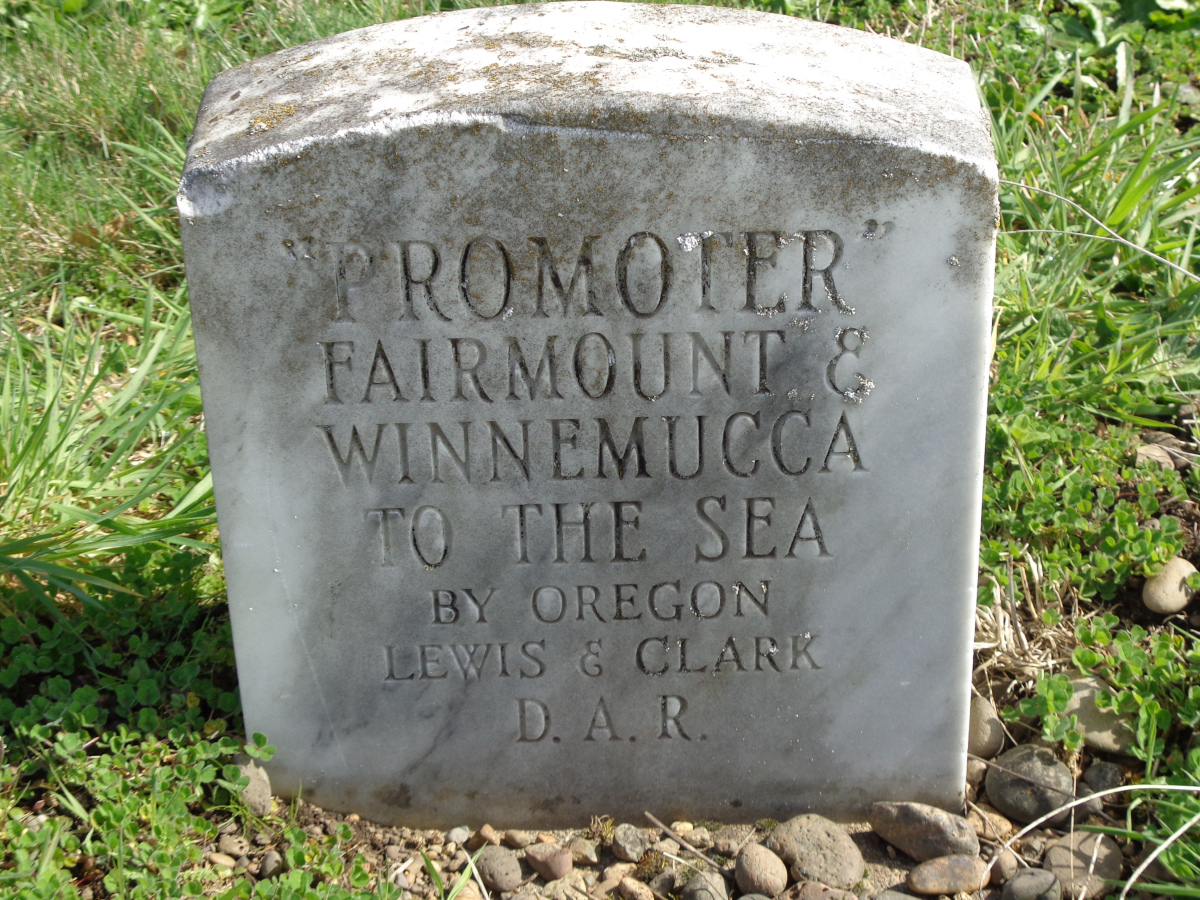 "PROMOTER"
FAIRMOUNT &
WINNEMUCCA
TO THE SEA
BY OREGON
LEWIS & CLARK
D. A. R.